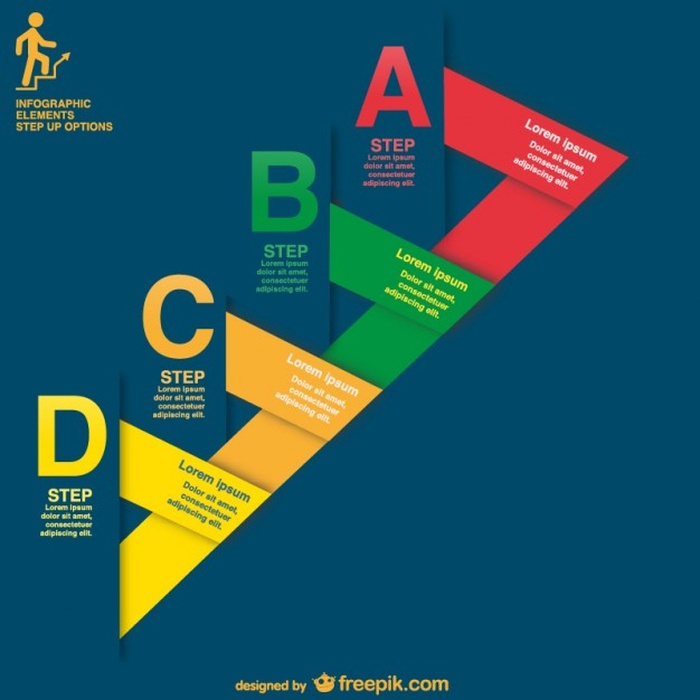 INFOGRAPHIC
ELEMENTS
STEP UP OPTIONS
A
STEP
Lorem ipsum
dolor sit amet,
consectetuer
adipiscing elit.
Lorem ipsum
Dolor sit amet,
consectetuer
adipiscing elit.
B
STEP
Lorem ipsum
dolor sit amet,
consectetuer
adipiscing elit.
Lorem ipsum
Dolor sit amet,
consectetuer
adipiscing elit.
C
STEP
Lorem ipsum
dolor sit amet,
consectetuer
adipiscing elit.
Lorem ipsum
Dolor sit amet,
consectetuer
adipiscing elit.
D
STEP
Lorem ipsum
dolor sit amet,
consectetuer
adipiscing elit.
Lorem ipsum
Dolor sit amet,
consectetuer
adipiscing elit.
designed by freepik.com